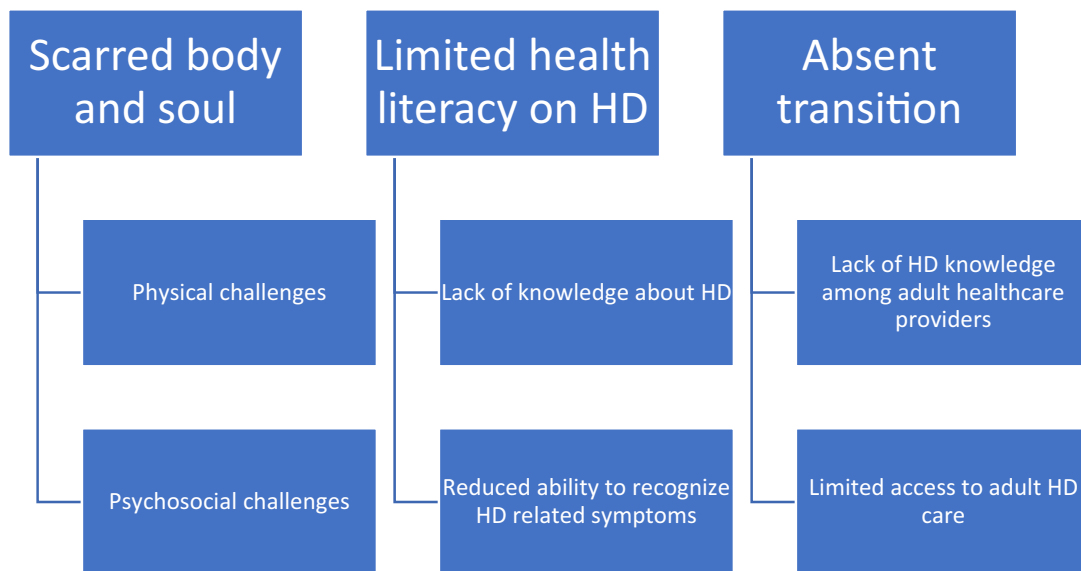 Scarred body
and soul
Physical challenges
Psychosocial challenges
Limited health
literacy on HD
Lack of knowledge about HD
Reduced ability to recognize
HD related symptoms
Absent
transition
Lack of HD knowledge
among adult healthcare
providers
Limited access to adult HD
care